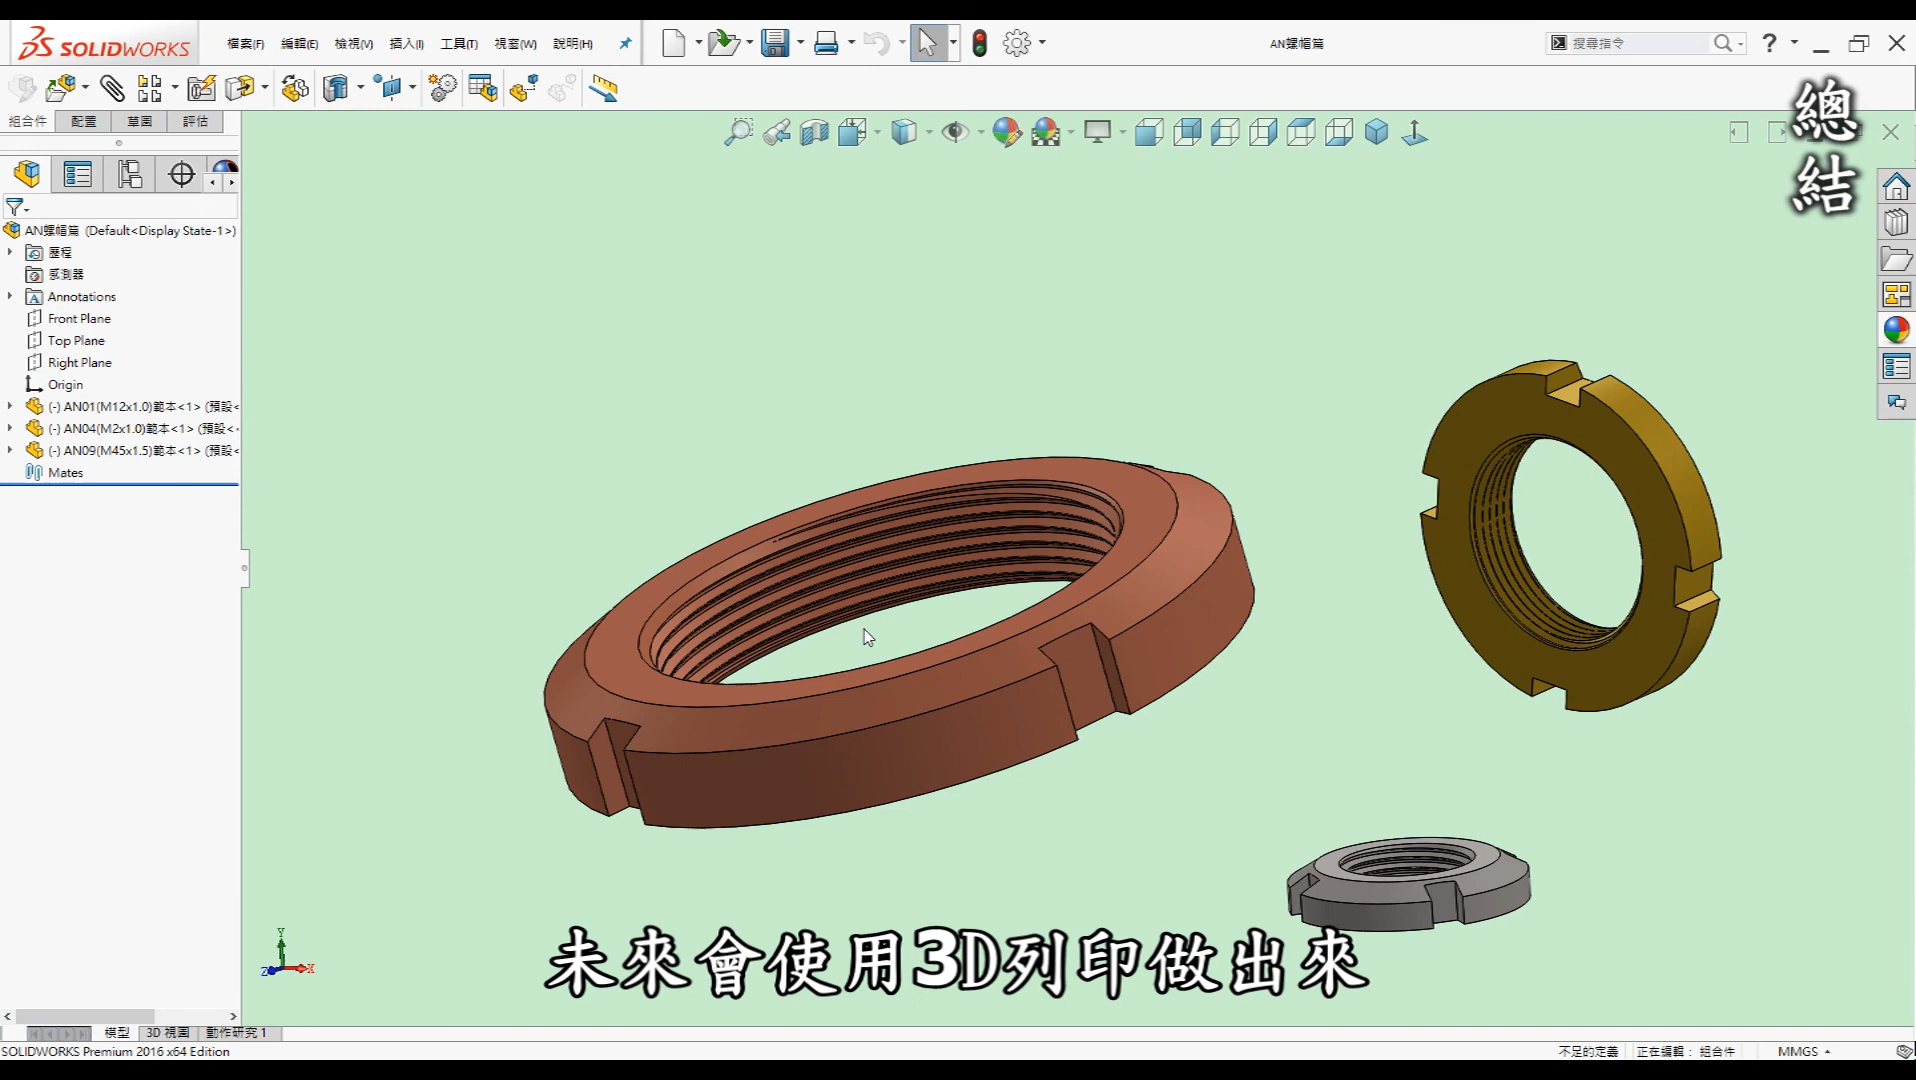 SOLIDWORKS
檔案(F) 編輯(E) 檢視(V) 插入(I) 工具(T) 視窗(W) 說明(H)
AN螺帽篇
搜尋指令
組合件 配置 草圖 評估
總結
AN螺帽篇 (Default<Display State-1>)
歷程
感測器
Annotations
Front Plane
Top Plane
Right Plane
Origin
(-) AN01(M12x1.0)範本<1> (預設<
(-) AN04(M2x1.0)範本<1> (預設<
(-) AN09(M45x1.5)範本<1> (預設<
Mates
Y
Z X
未來會使用3D列印做出來
模型 3D 視圖 動作研究 1
SOLIDWORKS Premium 2016 x64 Edition
不足的定義 正在編輯: 組合件 MMGS